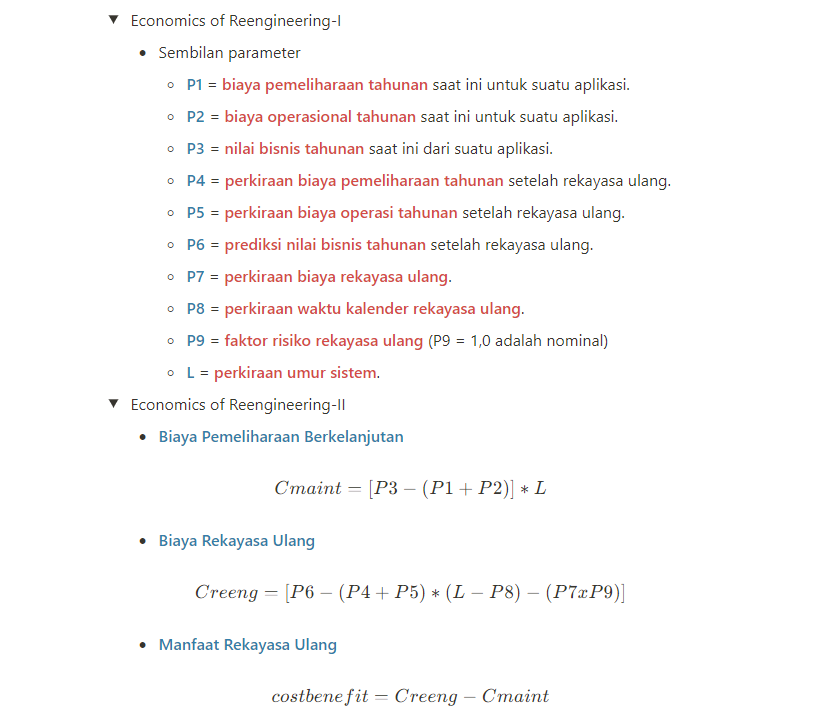 ▼ Economics of Reengineering-I
• Sembilan parameter
◦ P1 = biaya pemeliharaan tahunan saat ini untuk suatu aplikasi.
◦ P2 = biaya operasional tahunan saat ini untuk suatu aplikasi.
◦ P3 = nilai bisnis tahunan saat ini dari suatu aplikasi.
◦ P4 = perkiraan biaya pemeliharaan tahunan setelah rekayasa ulang.
◦ P5 = perkiraan biaya operasi tahunan setelah rekayasa ulang.
◦ P6 = prediksi nilai bisnis tahunan setelah rekayasa ulang.
◦ P7 = perkiraan biaya rekayasa ulang.
◦ P8 = perkiraan waktu kalender rekayasa ulang.
◦ P9 = faktor risiko rekayasa ulang (P9 = 1,0 adalah nominal)
◦ L = perkiraan umur sistem.
▼ Economics of Reengineering-II
• Biaya Pemeliharaan Berkelanjutan
Cmaint = [P3 − (P1 + P2)] ∗ L
• Biaya Rekayasa Ulang
Creeng = [P6 − (P4 + P5) ∗ (L − P8) − (P7xP9)]
• Manfaat Rekayasa Ulang
costbenefit = Creeng − Cmaint